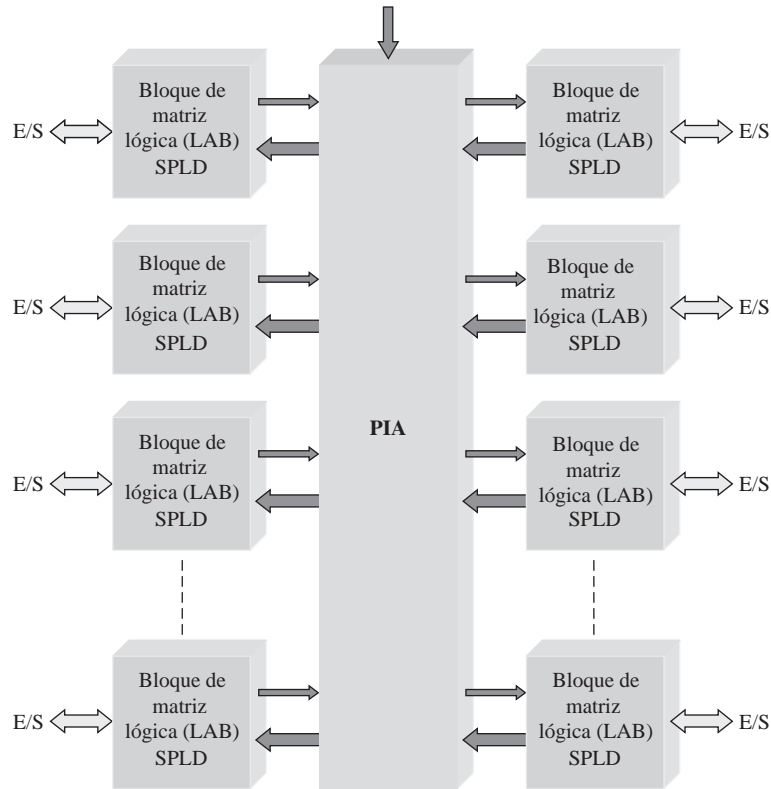 Bloque de
matriz
lógica (LAB)
SPLD
E/S
Bloque de
matriz
lógica (LAB)
SPLD
E/S
Bloque de
matriz
lógica (LAB)
SPLD
E/S
Bloque de
matriz
lógica (LAB)
SPLD
E/S
PIA
Bloque de
matriz
lógica (LAB)
SPLD
E/S
Bloque de
matriz
lógica (LAB)
SPLD
E/S
Bloque de
matriz
lógica (LAB)
SPLD
E/S
Bloque de
matriz
lógica (LAB)
SPLD
E/S